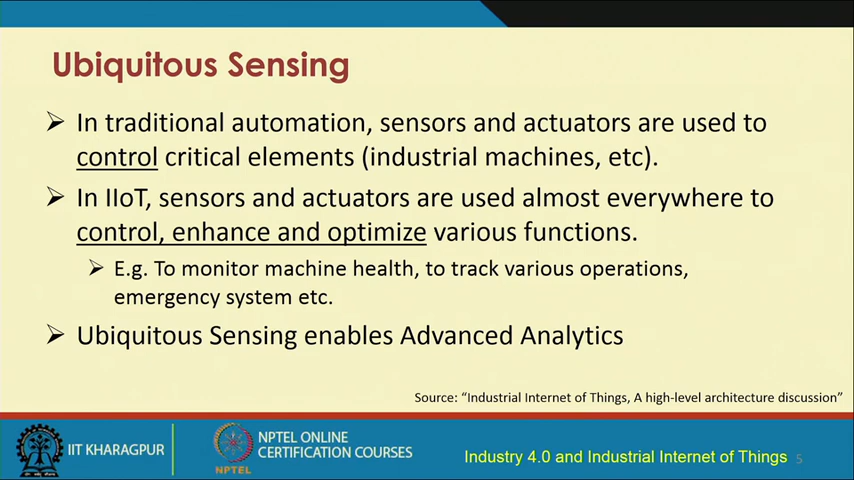 Ubiquitous Sensing
In traditional automation, sensors and actuators are used to
control critical elements (industrial machines, etc).
In IIoT, sensors and actuators are used almost everywhere to
control, enhance and optimize various functions.
E.g. To monitor machine health, to track various operations,
emergency system etc.
Ubiquitous Sensing enables Advanced Analytics
Source: “Industrial Internet of Things, A high-level architecture discussion”
IIT KHARAGPUR
NPTEL
NPTEL ONLINE
CERTIFICATION COURSES
Industry 4.0 and Industrial Internet of Things
5